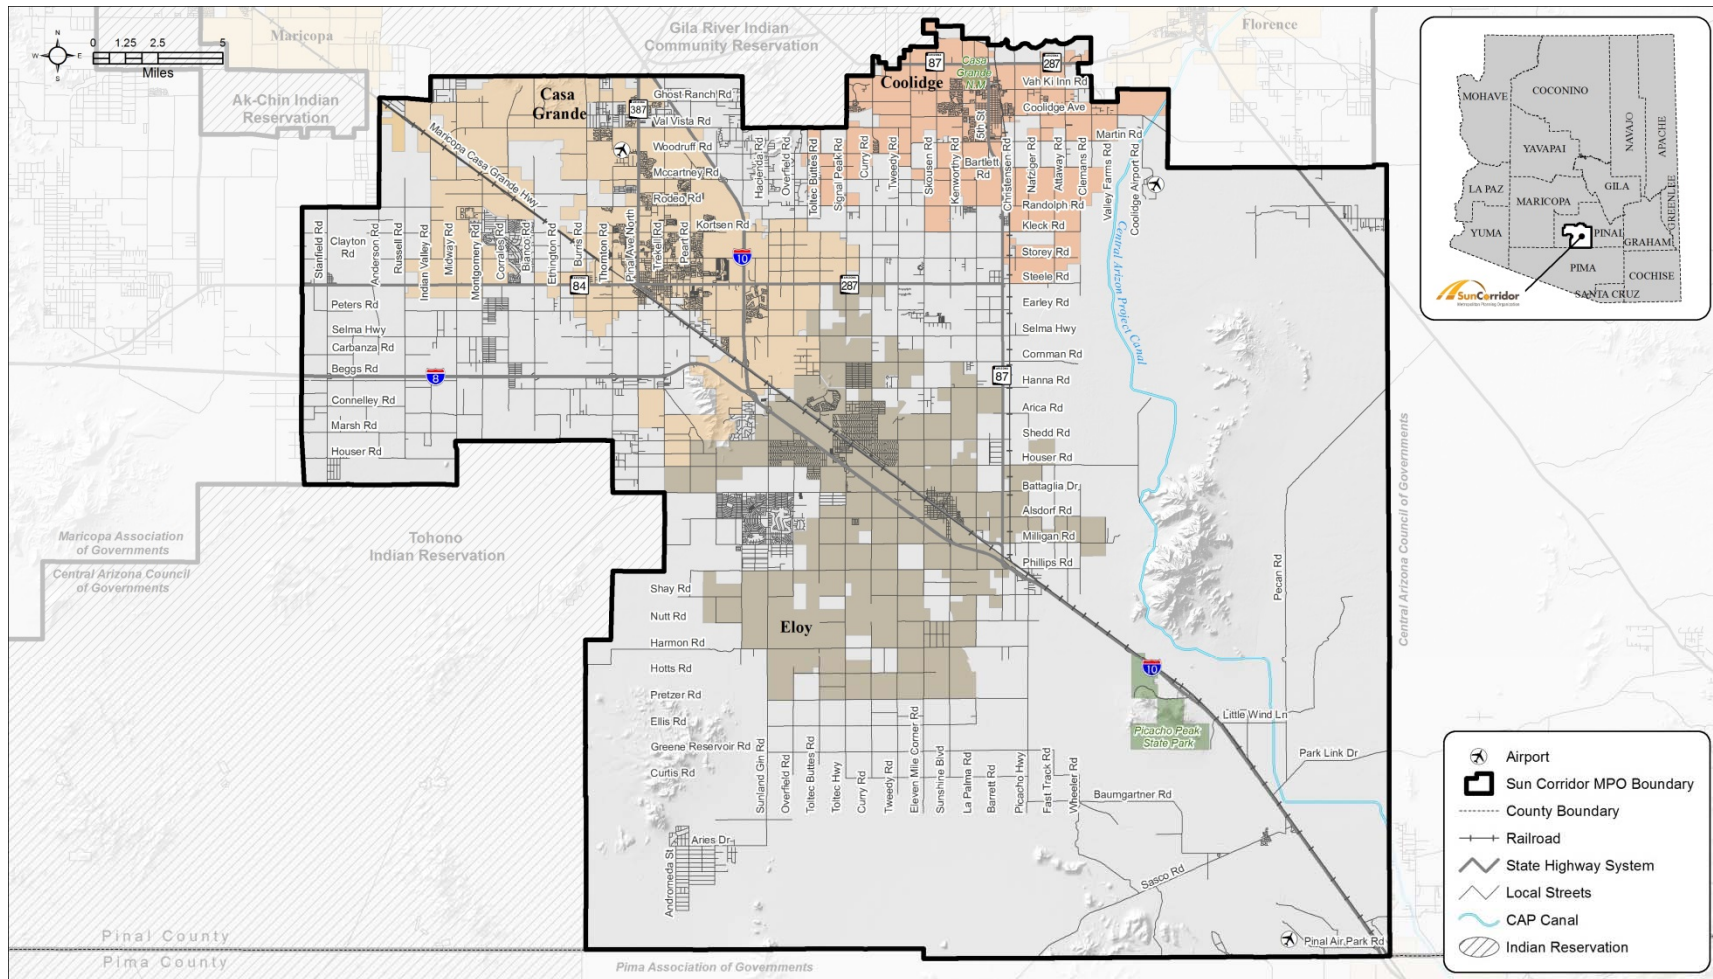 N
W
E
S
0 1.25 2.5 5
Miles
Maricopa
Gila River Indian
Community Reservation
Florence
Ak-Chin Indian
Reservation
Casa
Grande
Coolidge
Casa
Grande
N.M.
87
287
387
Ghost Ranch Rd
Val Vista Rd
Woodruff Rd
Mccartney Rd
Rodeo Rd
Kortsen Rd
Maricopa Casa Grande Hwy
Vah Ki Inn Rd
Coolidge Ave
5th St
Martin Rd
Bartlett
Rd
Randolph Rd
Kleck Rd
Storey Rd
Steele Rd
Earley Rd
Selma Hwy
Cornman Rd
Hanna Rd
Arica Rd
Shedd Rd
Houser Rd
Battaglia Dr
Alsdorf Rd
Milligan Rd
Phillips Rd
Hacienda Rd
Overfield Rd
Toltec Buttes Rd
Signal Peak Rd
Curry Rd
Tweedy Rd
Skousen Rd
Kenworthy Rd
Christensen Rd
Nafziger Rd
Attaway Rd
Clemans Rd
Valley Farms Rd
Coolidge Airport Rd
Central Arizon Project Canal
Stanfield Rd
Clayton
Rd
Anderson Rd
Russell Rd
Indian Valley Rd
Midway Rd
Montgomery Rd
Corrales Rd
Bianco Rd
Ethington Rd
Burris Rd
Thornton Rd
Pinal Ave North
Trekell Rd
Peart Rd
10
84
287
87
8
Peters Rd
Selma Hwy
Carbanza Rd
Beggs Rd
Connelley Rd
Marsh Rd
Houser Rd
Maricopa Association
of Governments
Central Arizona Council
of Governments
Tohono
Indian Reservation
Central Arizona Council of Governments
Pecan Rd
Shay Rd
Nutt Rd
Harmon Rd
Hotts Rd
Pretzer Rd
Ellis Rd
Greene Reservoir Rd
Curtis Rd
Eloy
10
Picacho Peak
State Park
Little Wind Ln
Park Link Dr
Baumgartner Rd
Sasco Rd
Pinal Air Park Rd
Sunland Gin Rd
Overfield Rd
Toltec Buttes Rd
Toltec Hwy
Curry Rd
Tweedy Rd
Eleven Mile Corner Rd
Sunshine Blvd
La Palma Rd
Barrett Rd
Picacho Hwy
Fast Track Rd
Wheeler Rd
Aries Dr
Andromeda St
Pinal County
Pima County
Pima Association of Governments
MOHAVE
COCONINO
NAVAJO
APACHE
YAVAPAI
LA PAZ
GILA
MARICOPA
GREENLEE
YUMA
PINAL
GRAHAM
PIMA
COCHISE
SANTA CRUZ
SunCorridor
Metropolitan Planning Organization
Airport
Sun Corridor MPO Boundary
County Boundary
Railroad
State Highway System
Local Streets
CAP Canal
Indian Reservation